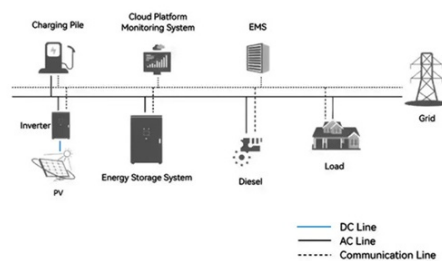 Charging Pile
Cloud Platform
Monitoring System
EMS
Grid
Inverter
PV
Energy Storage System
Diesel
Load
DC Line
AC Line
Communication Line